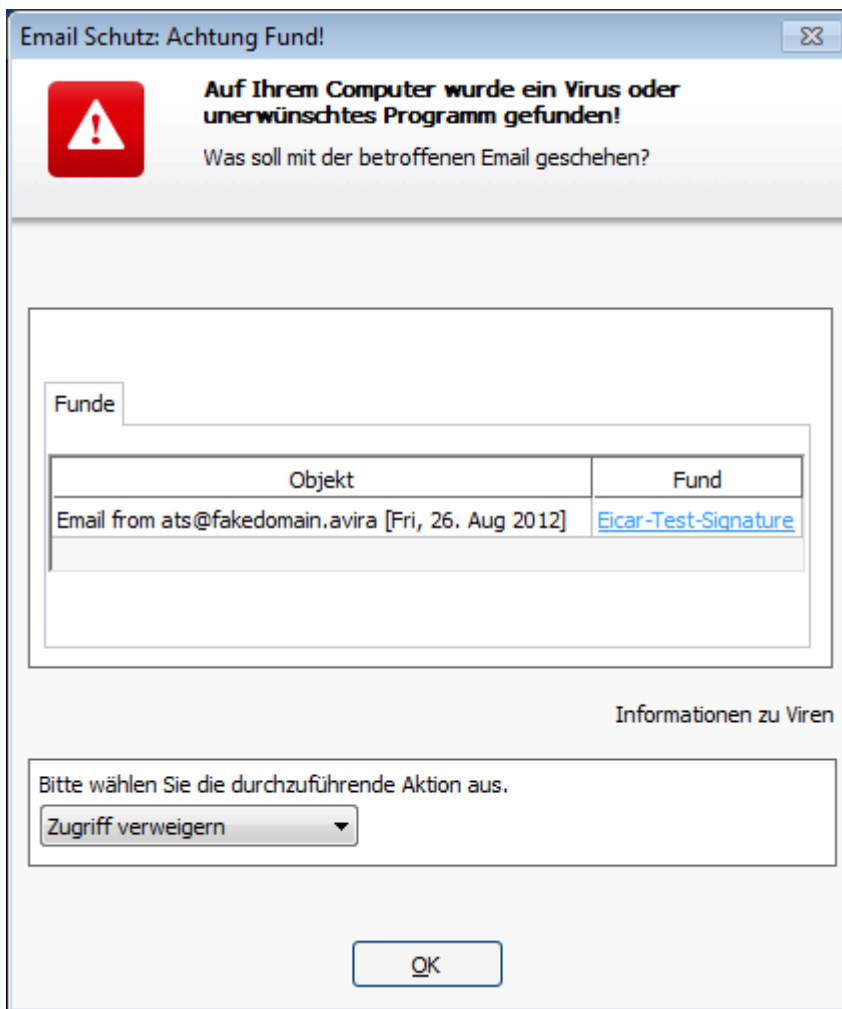 Email Schutz: Achtung Fund!
Auf Ihrem Computer wurde ein Virus oder
unerwünschtes Programm gefunden!
Was soll mit der betroffenen Email geschehen?
Funde
Objekt Fund
Email from ats@fakedomain.avira [Fri, 26. Aug 2012] Eicar-Test-Signature
Informationen zu Viren
Bitte wählen Sie die durchzuführende Aktion aus.
Zugriff verweigern
OK